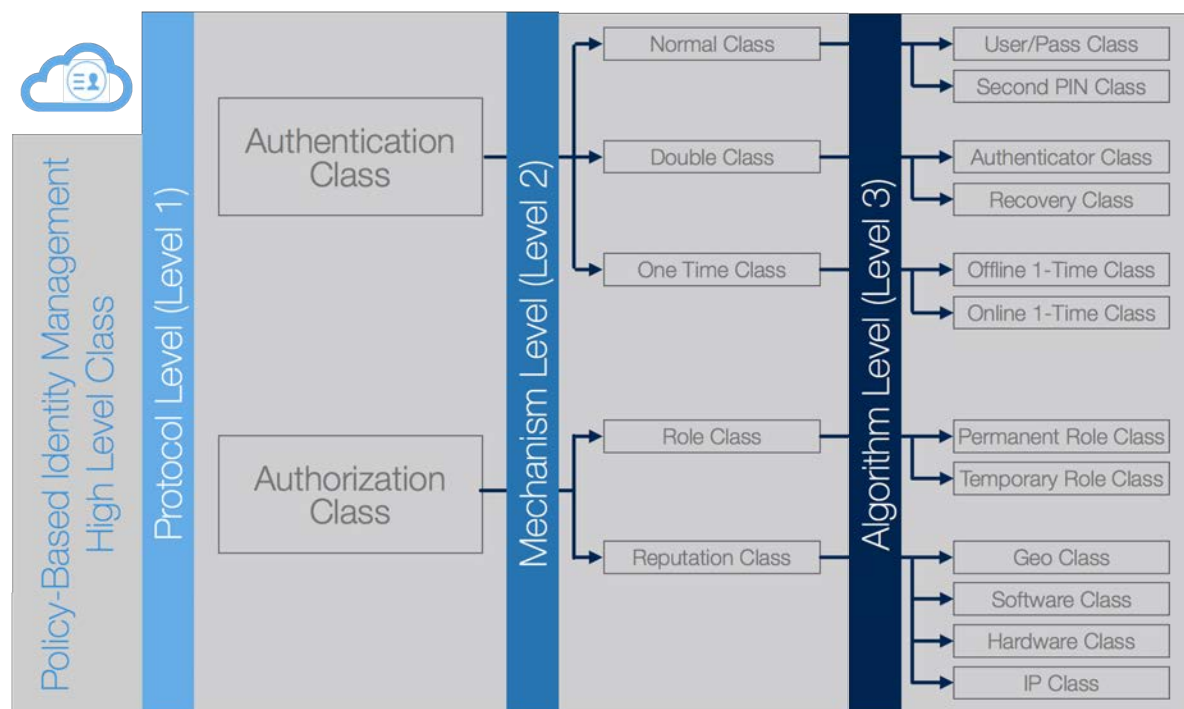 Policy-Based Identity Management
High Level Class
Protocol Level (Level 1)
Authentication
Class
Authorization
Class
Mechanism Level (Level 2)
Normal Class
Double Class
One Time Class
Role Class
Reputation Class
Algorithm Level (Level 3)
User/Pass Class
Second PIN Class
Authenticator Class
Recovery Class
Offline 1-Time Class
Online 1-Time Class
Permanent Role Class
Temporary Role Class
Geo Class
Software Class
Hardware Class
IP Class